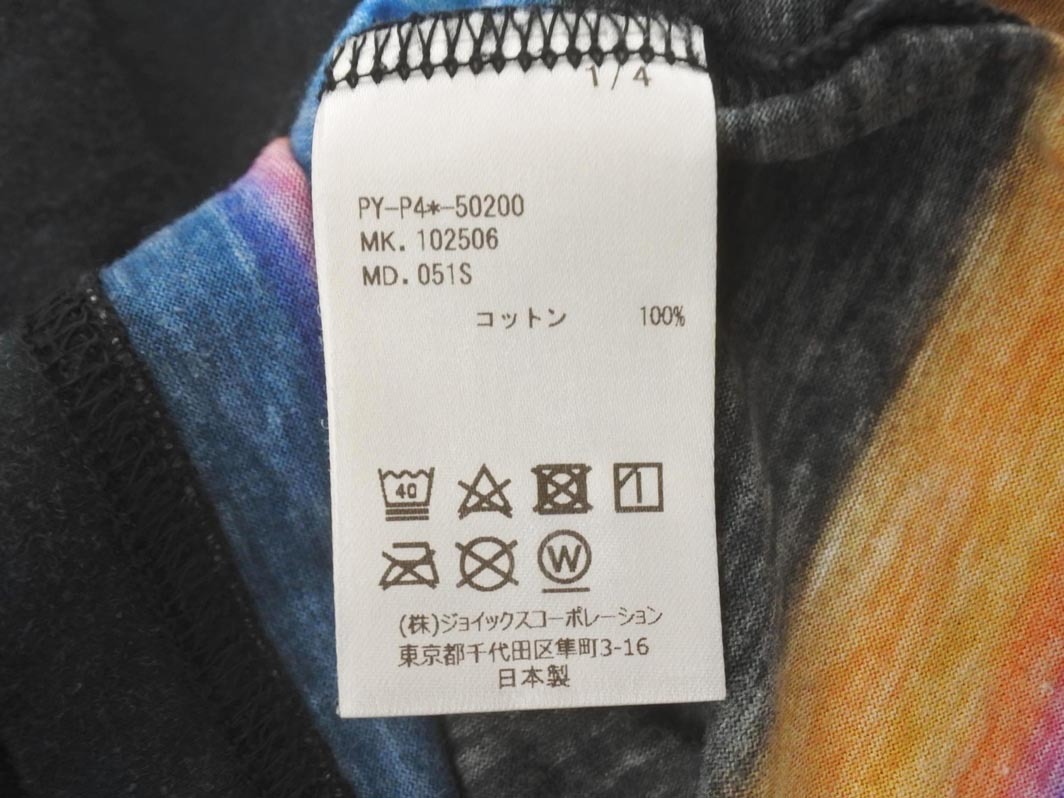 1/4
PY-P4*-50200
MK. 102506
MD. 051S
コットン 100%
40
W
(株)ジョイックスコーポレーション
東京都千代田区隼町3-16
日本製